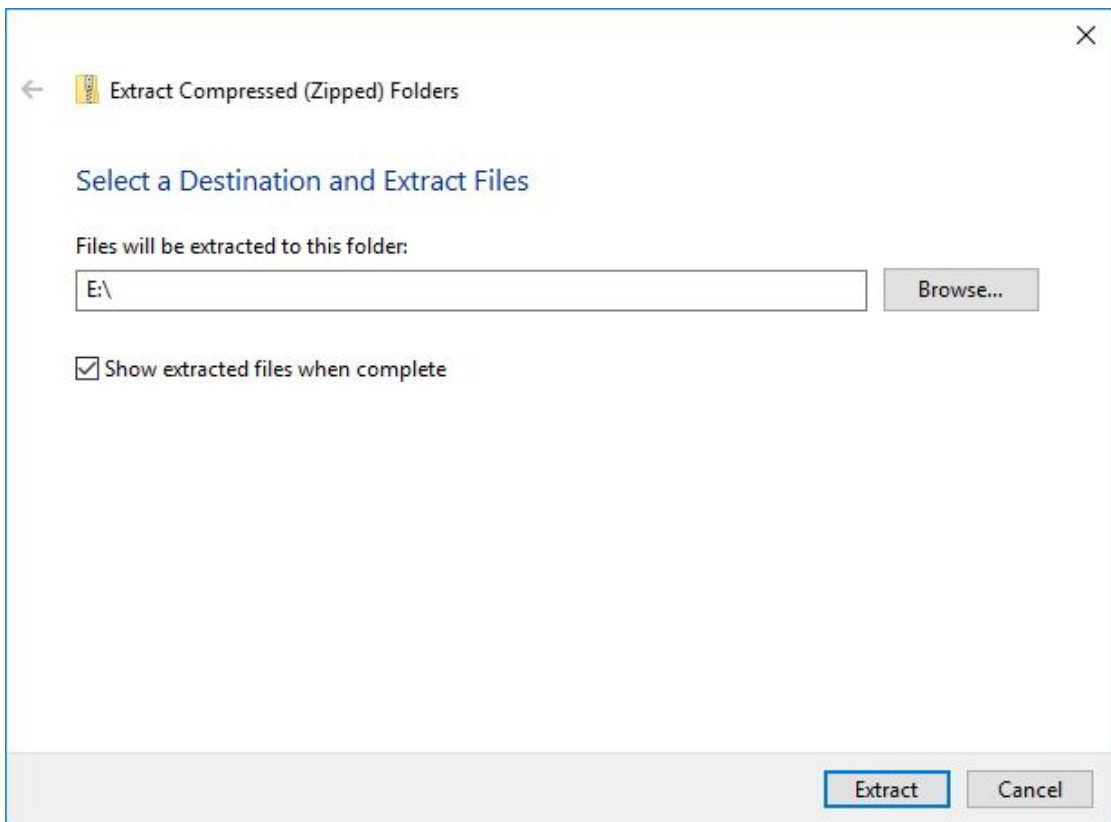 Extract Compressed (Zipped) Folders
Select a Destination and Extract Files
Files will be extracted to this folder:
E:\
Browse...
Show extracted files when complete
Extract
Cancel